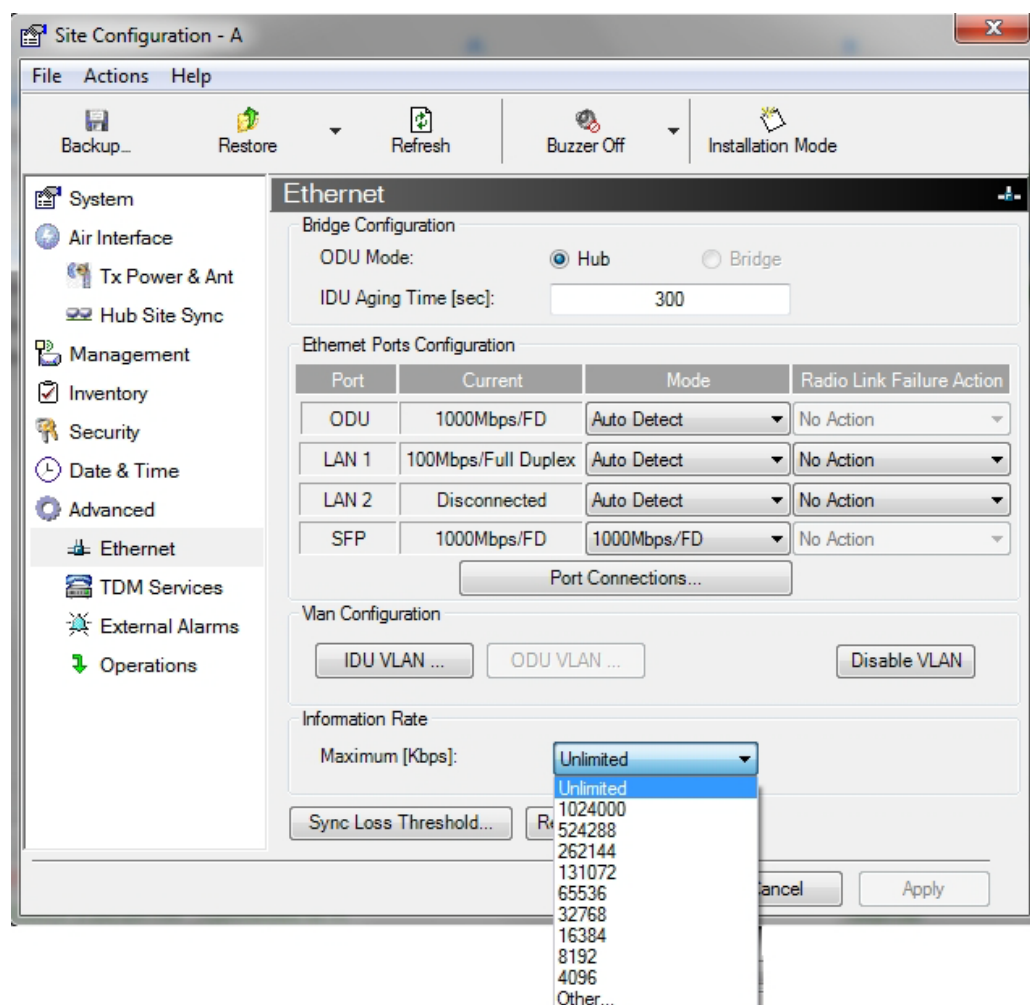 Site Configuration - A
File Actions Help
Backup... Restore Refresh Buzzer Off Installation Mode
System
Air Interface
Tx Power & Ant
Hub Site Sync
Management
Inventory
Security
Date & Time
Advanced
Ethernet
TDM Services
External Alarms
Operations
Ethernet
Bridge Configuration
ODU Mode: Hub Bridge
IDU Aging Time [sec]: 300
Ethernet Ports Configuration
Port Current Mode Radio Link Failure Action
ODU 1000Mbps/FD Auto Detect No Action
LAN 1 100Mbps/Full Duplex Auto Detect No Action
LAN 2 Disconnected Auto Detect No Action
SFP 1000Mbps/FD 1000Mbps/FD No Action
Port Connections...
Vlan Configuration
IDU VLAN ... ODU VLAN ... Disable VLAN
Information Rate
Maximum [Kbps]: Unlimited
Unlimited
1024000
524288
262144
131072
65536
32768
16384
8192
4096
Other...
Sync Loss Threshold...
Cancel Apply